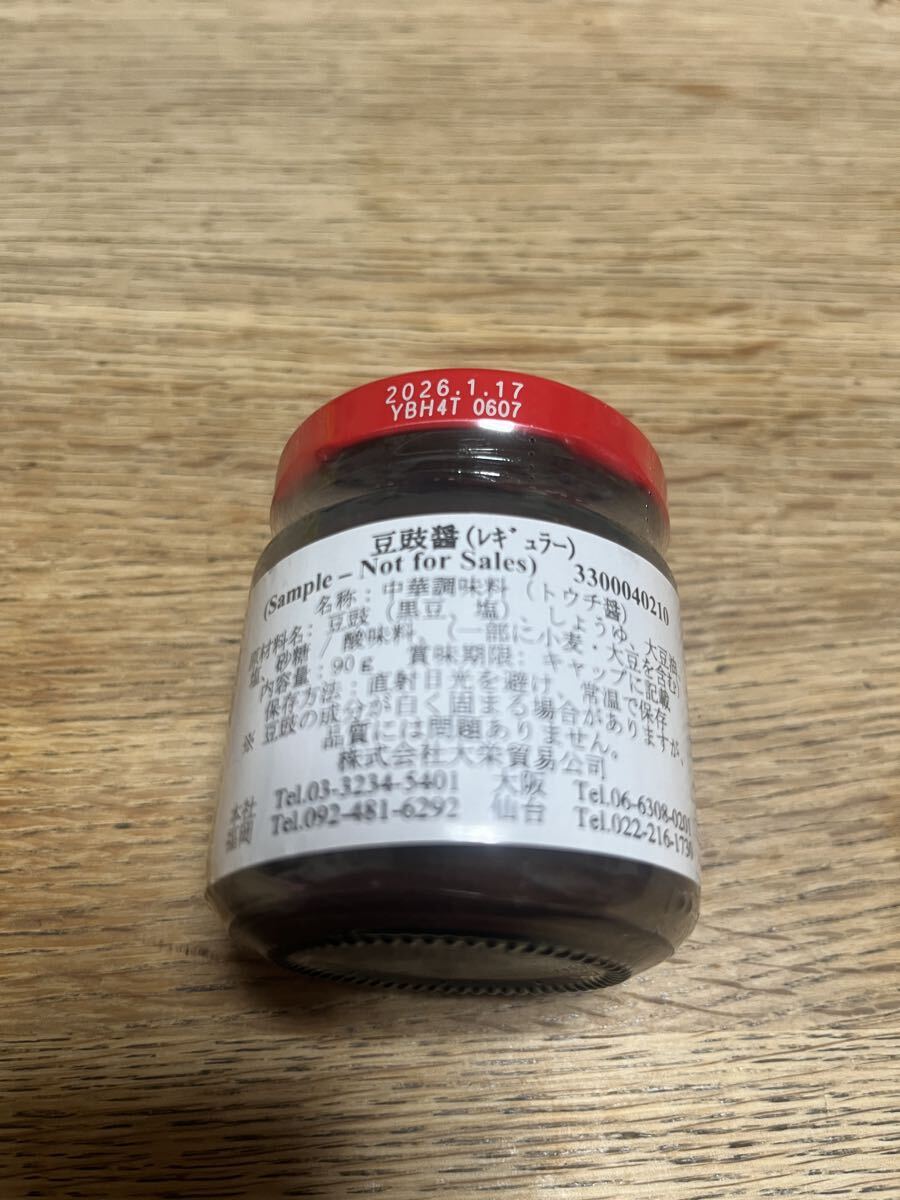 2026.1.17
YBH4T 0607
豆豉醤(ﾚｷﾞｭラー)
(Sample – Not for Sales) 3300040210
名称：中華調味料（トウチ醤）
原材料名：豆豉（黒豆、塩）、しょうゆ、大豆油、
塩、砂糖／酸味料、（一部に小麦・大豆を含む）
内容量：90ｇ 賞味期限：キャップに記載
保存方法：直射日光を避け、常温で保存
※ 豆豉の成分が白く固まる場合がありますが、
品質には問題ありません。
株式会社大栄貿易公司
本社 Tel.03-3234-5401 大阪 Tel.06-6308-0201
福岡 Tel.092-481-6292 仙台 Tel.022-216-1730